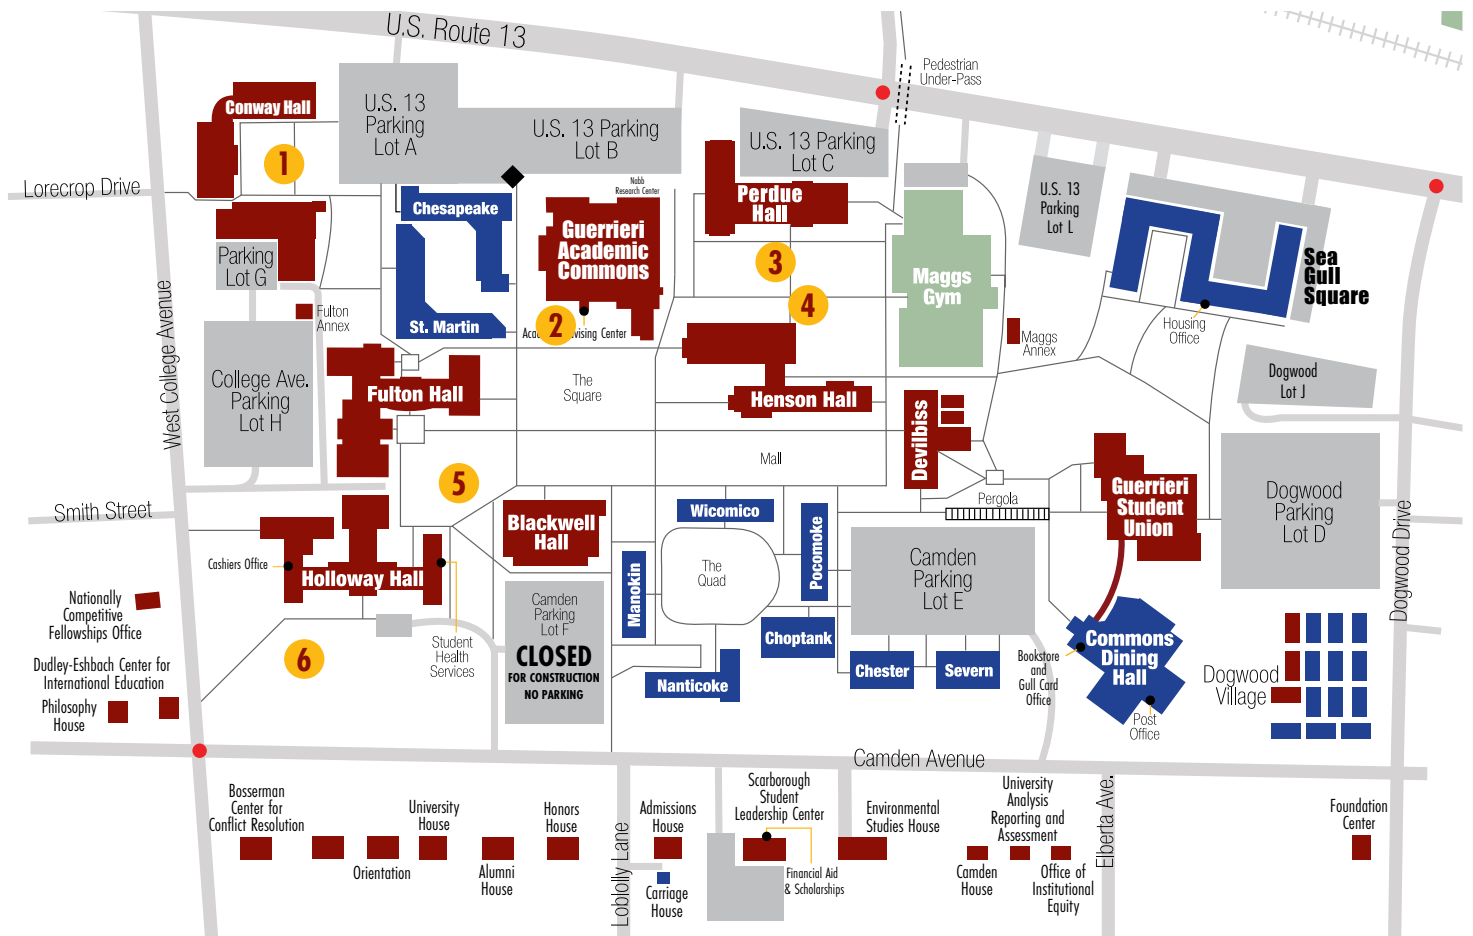 U.S. Route 13
Pedestrian
Under-Pass
Conway Hall
U.S. 13
Parking
Lot A
U.S. 13 Parking
Lot B
U.S. 13 Parking
Lot C
1
Lorecrop Drive
Chesapeake
Nabb
Research Center
Perdue
Hall
U.S. 13
Parking
Lot L
Guerrieri
Academic
Commons
Parking
Lot G
3
Maggs
Gym
Sea
Gull
Square
4
Fulton
Annex
St. Martin
2
Aca
vising Center
Housing
Office
Maggs
Annex
West College Avenue
College Ave.
Parking
Lot H
Fulton Hall
The
Square
Henson Hall
Dogwood
Lot J
Devilbiss
Mall
5
Pergola
Guerrieri
Student
Union
Dogwood
Parking
Lot D
Dogwood Drive
Smith Street
Blackwell
Hall
Wicomico
Pocomoke
Cashiers Office
Holloway Hall
Manokin
The
Quad
Camden
Parking
Lot E
Nationally
Competitive
Fellowships Office
Camden
Parking
Lot F
CLOSED
FOR CONSTRUCTION
NO PARKING
Choptank
Commons
Dining
Hall
Student
Health
Services
6
Dudley-Eshbach Center for
International Education
Philosophy
House
Nanticoke
Chester
Severn
Bookstore
and
Gull Card
Office
Post
Office
Dogwood
Village
Camden Avenue
Bosserman
Center for
Conflict Resolution
University
House
Honors
House
Admissions
House
Scarborough
Student
Leadership Center
Environmental
Studies House
University
Analysis
Reporting and
Assessment
Elberta Ave.
Foundation
Center
Orientation
Alumni
House
Loblolly Lane
Carriage
House
Financial Aid
& Scholarships
Camden
House
Office of
Institutional
Equity